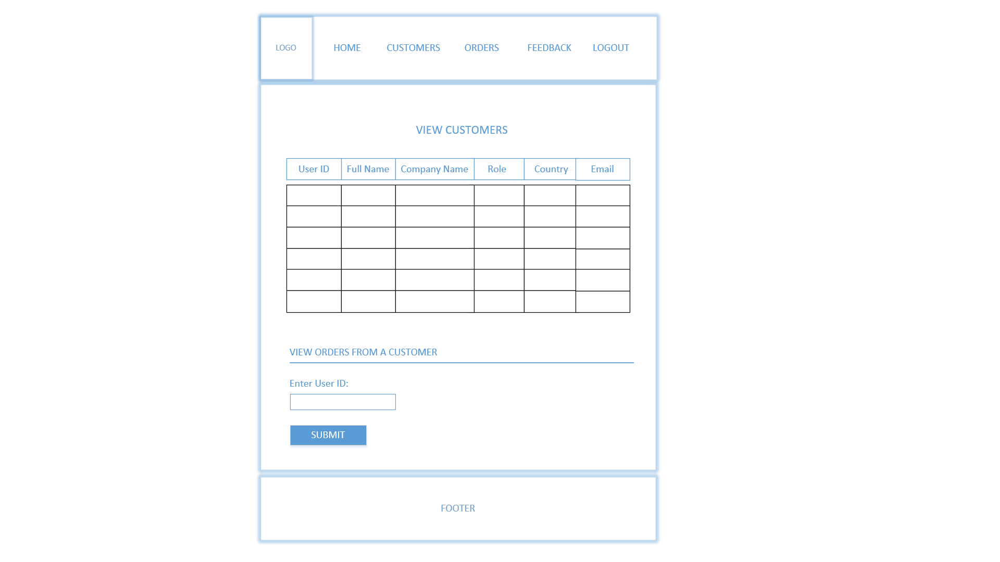 LOGO HOME CUSTOMERS ORDERS FEEDBACK LOGOUT
VIEW CUSTOMERS
User ID Full Name Company Name Role Country Email
VIEW ORDERS FROM A CUSTOMER
Enter User ID:
SUBMIT
FOOTER